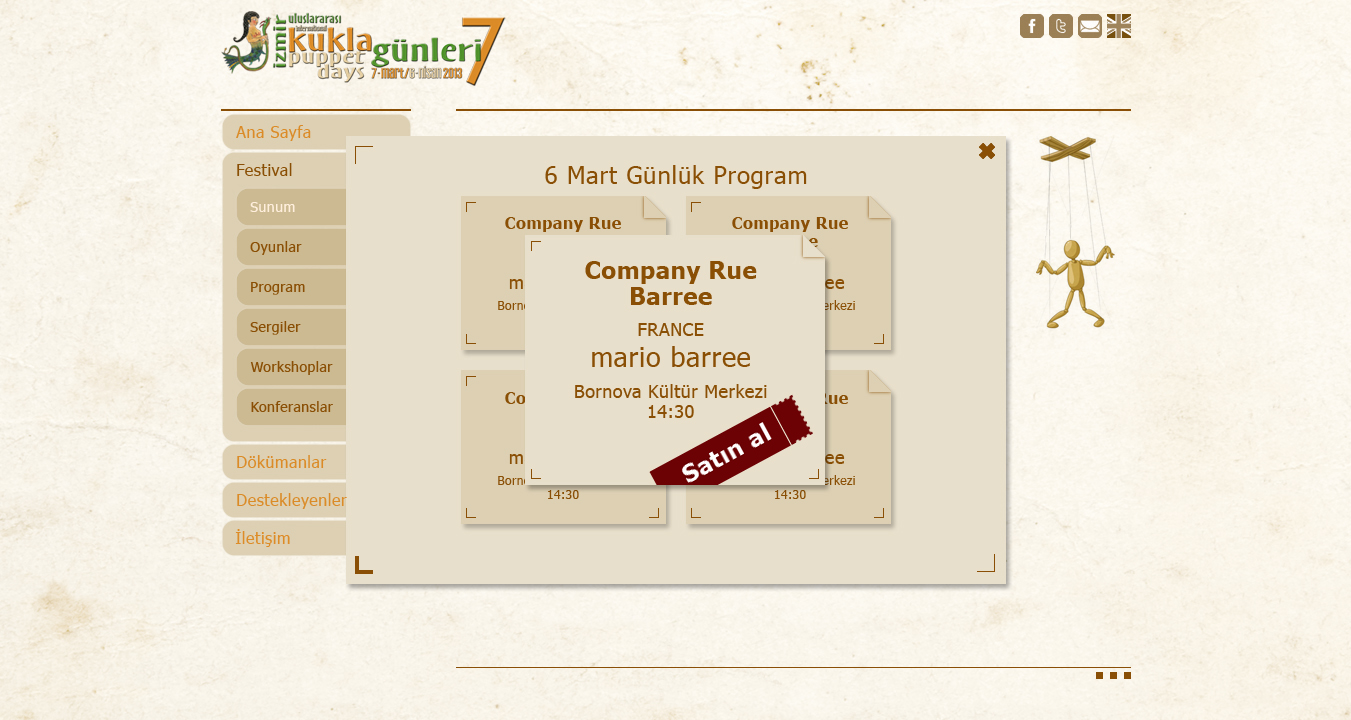 izmir
uluslararası
international
kukla günleri 7
puppet
days
7-mart/8-nisan 2013
Ana Sayfa
Festival
Sunum
Oyunlar
Program
Sergiler
Workshoplar
Konferanslar
Dökümanlar
Destekleyenler
İletişim
6 Mart Günlük Program
Company Rue
Company Rue
Company Rue
Barree
FRANCE
mario barree
Bornova Kültür Merkezi
14:30
Satın al
14:30
14:30